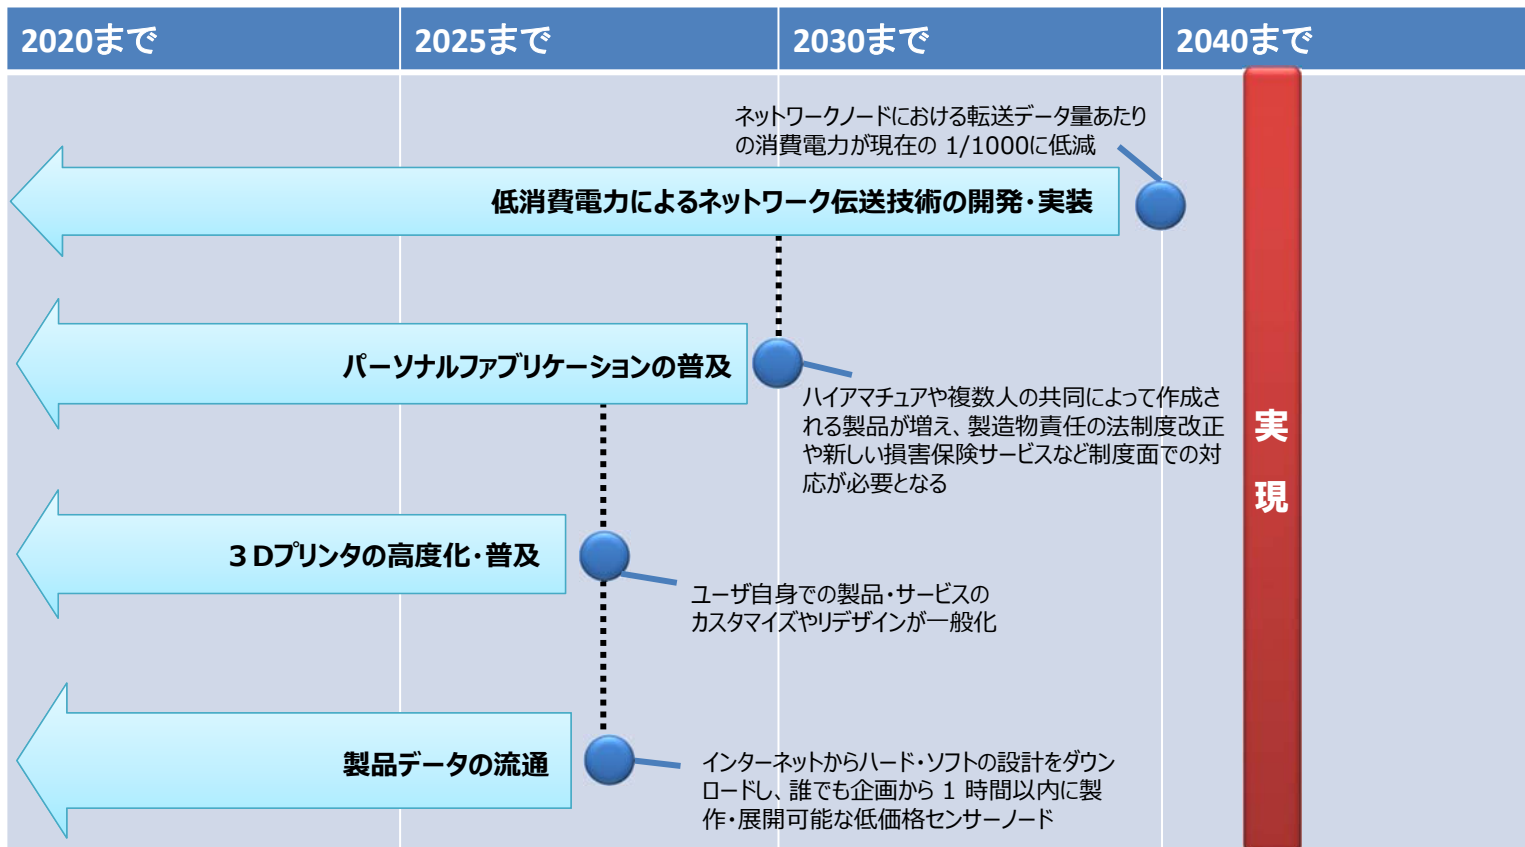 2020まで
2025まで
2030まで
2040まで
ネットワークノードにおける転送データ量あたり
の消費電力が現在の 1/1000に低減
低消費電力によるネットワーク伝送技術の開発・実装
パーソナルファブリケーションの普及
ハイアマチュアや複数人の共同によって作成さ
れる製品が増え、製造物責任の法制度改正
や新しい損害保険サービスなど制度面での対
応が必要となる
実
現
３Dプリンタの高度化・普及
ユーザ自身での製品・サービスの
カスタマイズやリデザインが一般化
製品データの流通
インターネットからハード・ソフトの設計をダウン
ロードし、誰でも企画から 1 時間以内に製
作・展開可能な低価格センサーノード